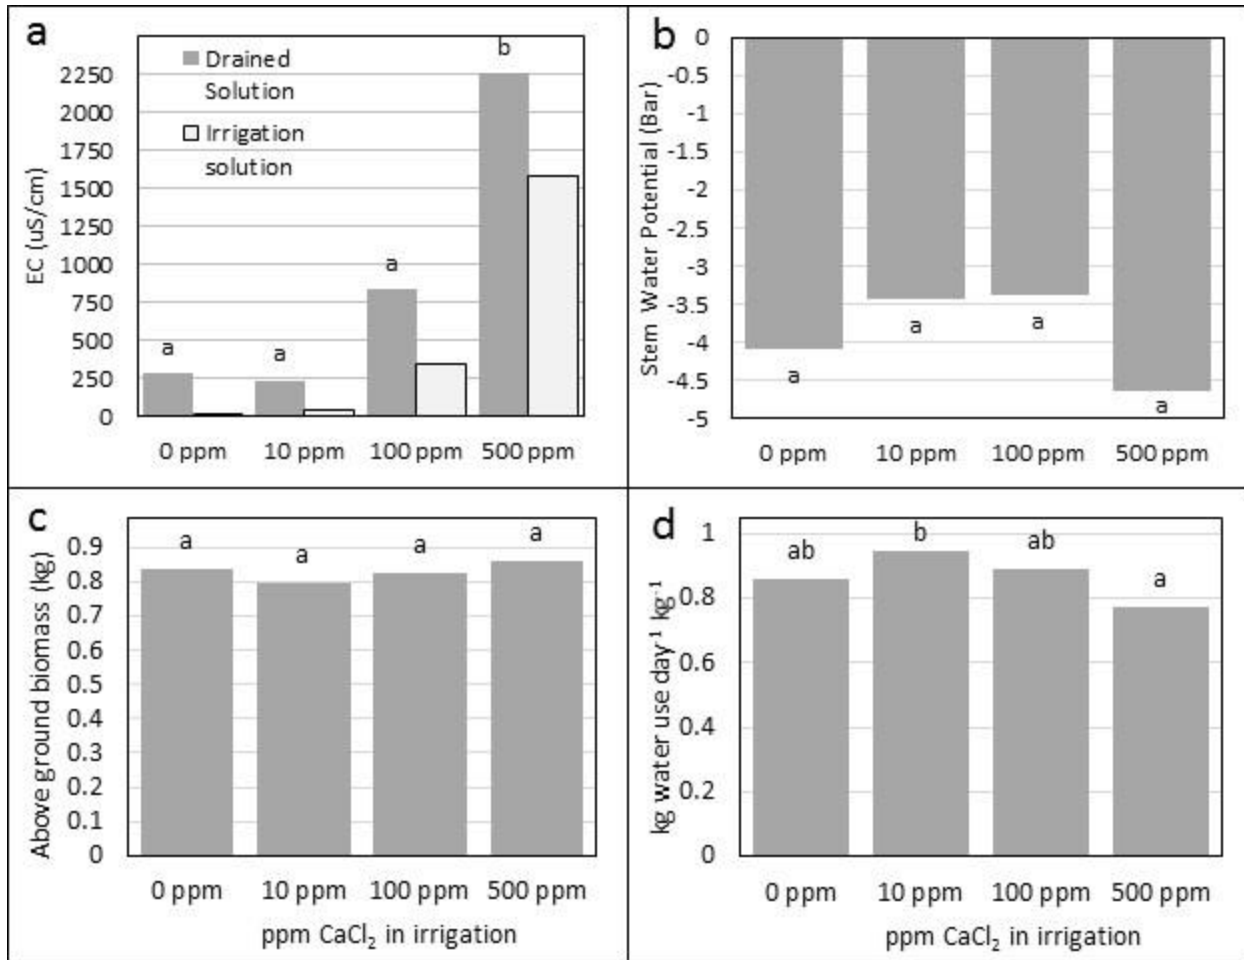 a
Drained
Solution
Irrigation
solution
EC (uS/cm)
2250
2000
1750
1500
1250
1000
750
500
250
0
a
a
a
b
0 ppm
10 ppm
100 ppm
500 ppm
b
Stem Water Potential (Bar)
0
-0.5
-1
-1.5
-2
-2.5
-3
-3.5
-4
-4.5
-5
a
a
a
a
0 ppm
10 ppm
100 ppm
500 ppm
c
Above ground biomass (kg)
0.9
0.8
0.7
0.6
0.5
0.4
0.3
0.2
0.1
0
a
a
a
a
0 ppm
10 ppm
100 ppm
500 ppm
ppm CaCl₂ in irrigation
d
kg water use day⁻¹ kg⁻¹
1
0.8
0.6
0.4
0.2
0
ab
b
ab
a
0 ppm
10 ppm
100 ppm
500 ppm
ppm CaCl₂ in irrigation